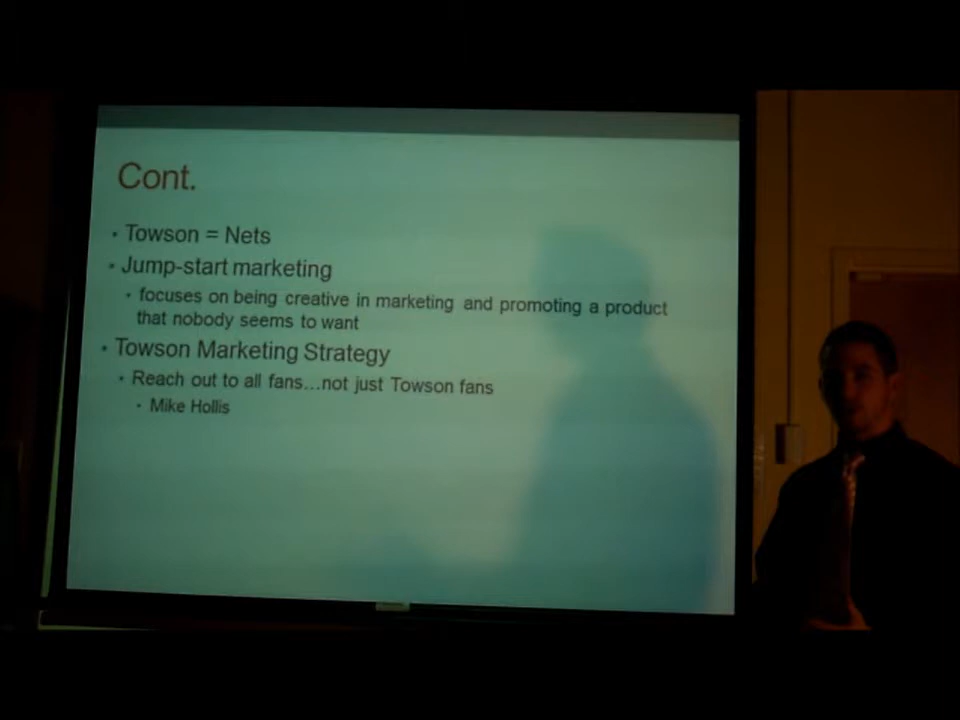 Cont.
• Towson = Nets
• Jump-start marketing
• focuses on being creative in marketing and promoting a product
that nobody seems to want
• Towson Marketing Strategy
• Reach out to all fans...not just Towson fans
• Mike Hollis